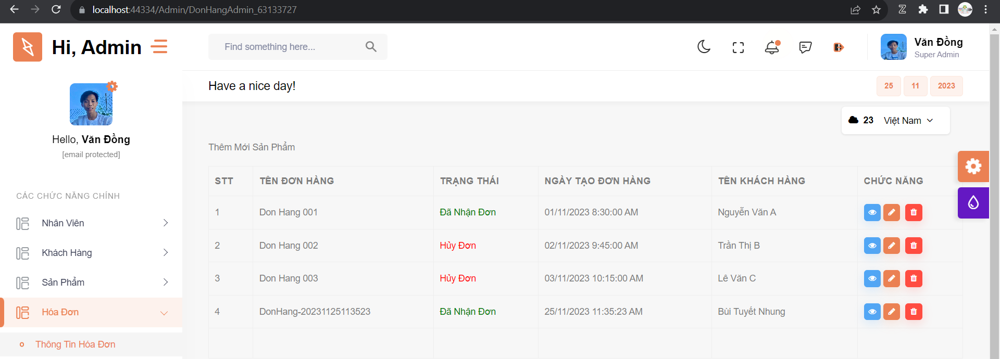 localhost:44334/Admin/DonHangAdmin_63133727
Hi, Admin
Find something here...
Văn Đồng
Super Admin
Have a nice day!
25 11 2023
Hello, Văn Đồng
[email protected]
23 Việt Nam
Thêm Mới Sản Phẩm
CÁC CHỨC NĂNG CHÍNH
Nhân Viên
Khách Hàng
Sản Phẩm
Hóa Đơn
Thông Tin Hóa Đơn
STT TÊN ĐƠN HÀNG TRẠNG THÁI NGÀY TẠO ĐƠN HÀNG TÊN KHÁCH HÀNG CHỨC NĂNG
1 Don Hang 001 Đã Nhận Đơn 01/11/2023 8:30:00 AM Nguyễn Văn A
2 Don Hang 002 Hủy Đơn 02/11/2023 9:45:00 AM Trần Thị B
3 Don Hang 003 Hủy Đơn 03/11/2023 10:15:00 AM Lê Văn C
4 DonHang-20231125113523 Đã Nhận Đơn 25/11/2023 11:35:23 AM Bùi Tuyết Nhung